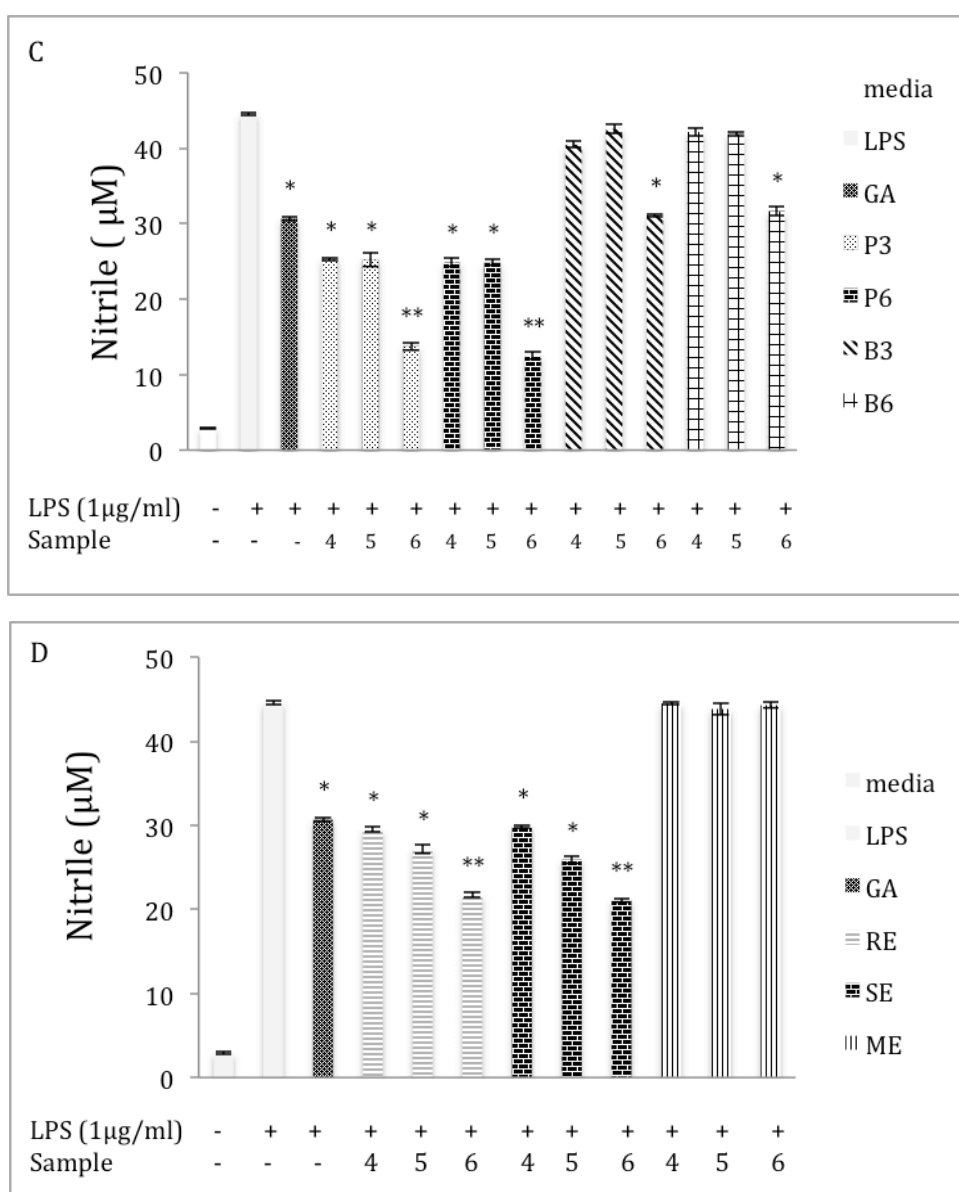 C
50
40
30
20
10
0
Nitrile ( µM)
* * * ** * * ** * *
media
LPS
GA
P3
P6
B3
B6
LPS (1µg/ml) - + + + + + + + + + + + + + +
Sample - - - 4 5 6 4 5 6 4 5 6 4 5 6
D
50
40
30
20
10
0
NitrIle (µM)
* * * ** * * **
media
LPS
GA
RE
SE
ME
LPS (1µg/ml) - + + + + + + + + + + +
Sample - - - 4 5 6 4 5 6 4 5 6